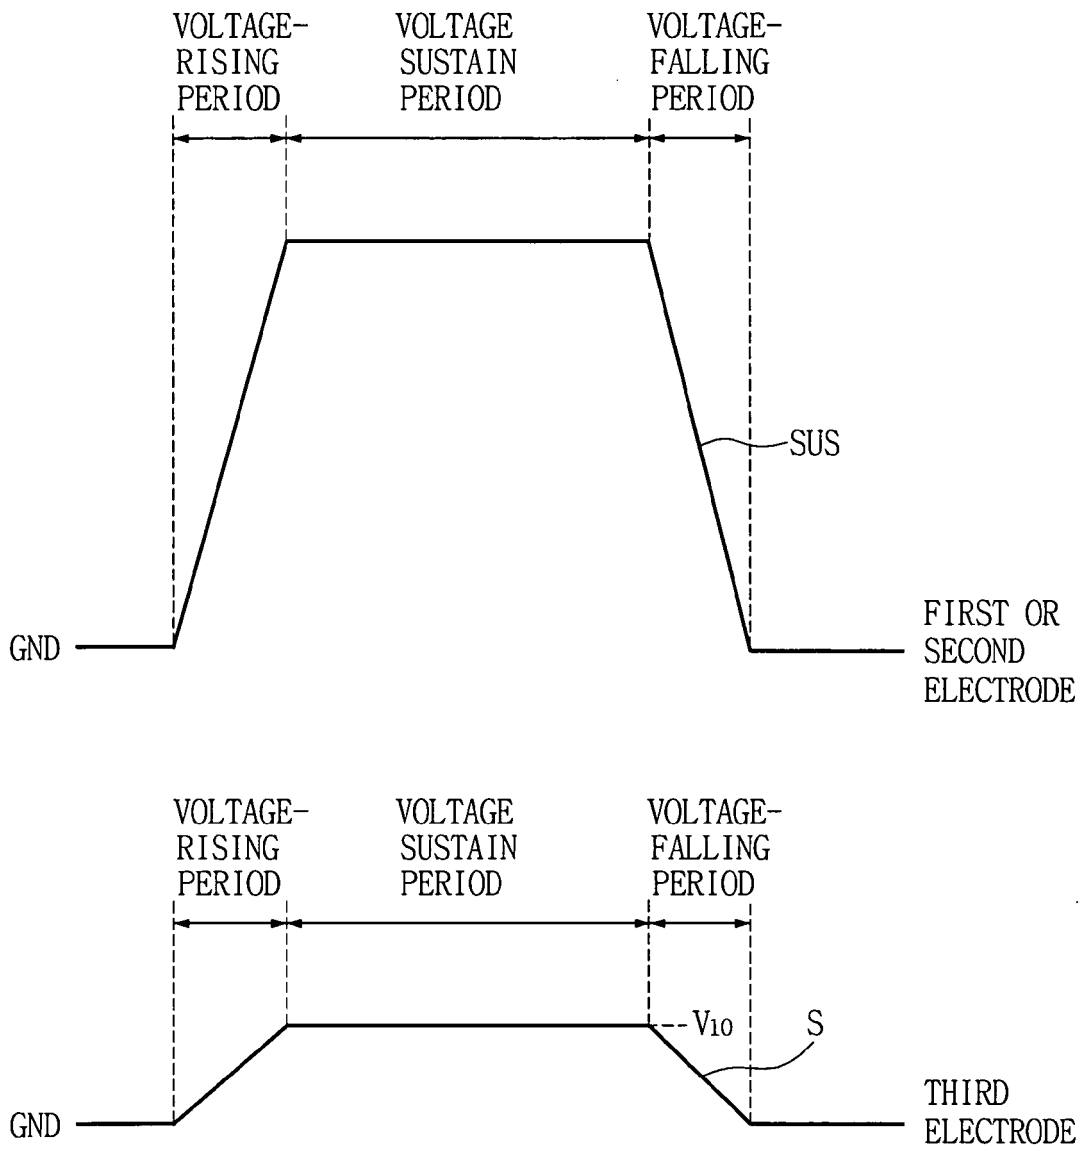 VOLTAGE-
RISING
PERIOD
VOLTAGE
SUSTAIN
PERIOD
VOLTAGE-
FALLING
PERIOD
SUS
GND
FIRST OR
SECOND
ELECTRODE
VOLTAGE-
RISING
PERIOD
VOLTAGE
SUSTAIN
PERIOD
VOLTAGE-
FALLING
PERIOD
V10
S
GND
THIRD
ELECTRODE